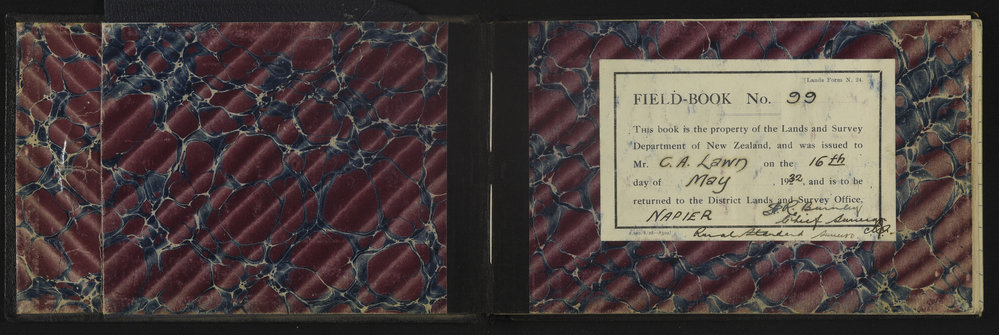 [Lands Form N. 24.
FIELD-BOOK No. 99
This book is the property of the Lands and Survey
Department of New Zealand, and was issued to
Mr. C. A. Lawn on the 16th
day of May , 1932, and is to be
returned to the District Lands and Survey Office,
NAPIER
Chief Surveyor
Rural Standard Survey